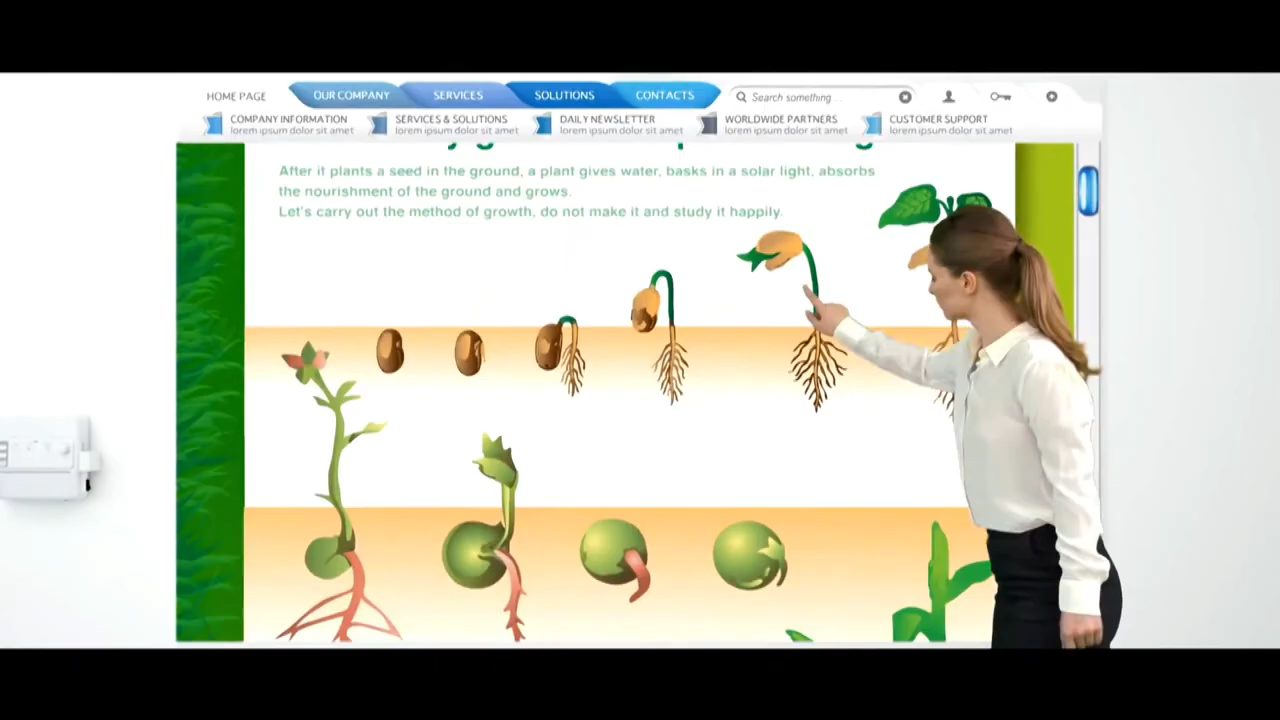 HOME PAGE OUR COMPANY SERVICES SOLUTIONS CONTACTS Search something...
COMPANY INFORMATION SERVICES & SOLUTIONS DAILY NEWSLETTER WORLDWIDE PARTNERS CUSTOMER SUPPORT
lorem ipsum dolor sit amet lorem ipsum dolor sit amet lorem ipsum dolor sit amet lorem ipsum dolor sit amet lorem ipsum dolor sit amet
After it plants a seed in the ground, a plant gives water, basks in a solar light, absorbs
the nourishment of the ground and grows.
Let's carry out the method of growth, do not make it and study it happily.